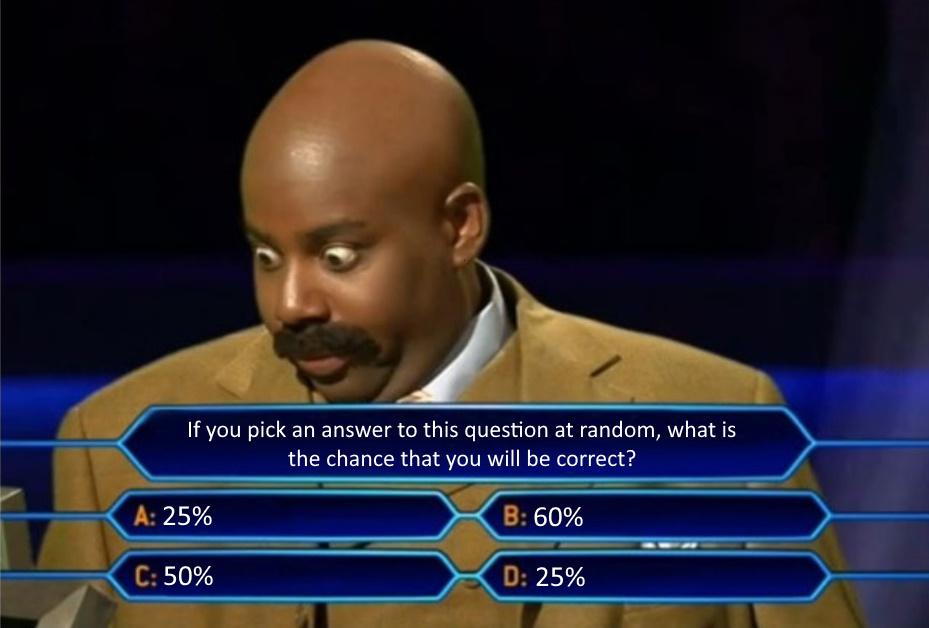 If you pick an answer to this question at random, what is
the chance that you will be correct?
A: 25%
B: 60%
C: 50%
D: 25%